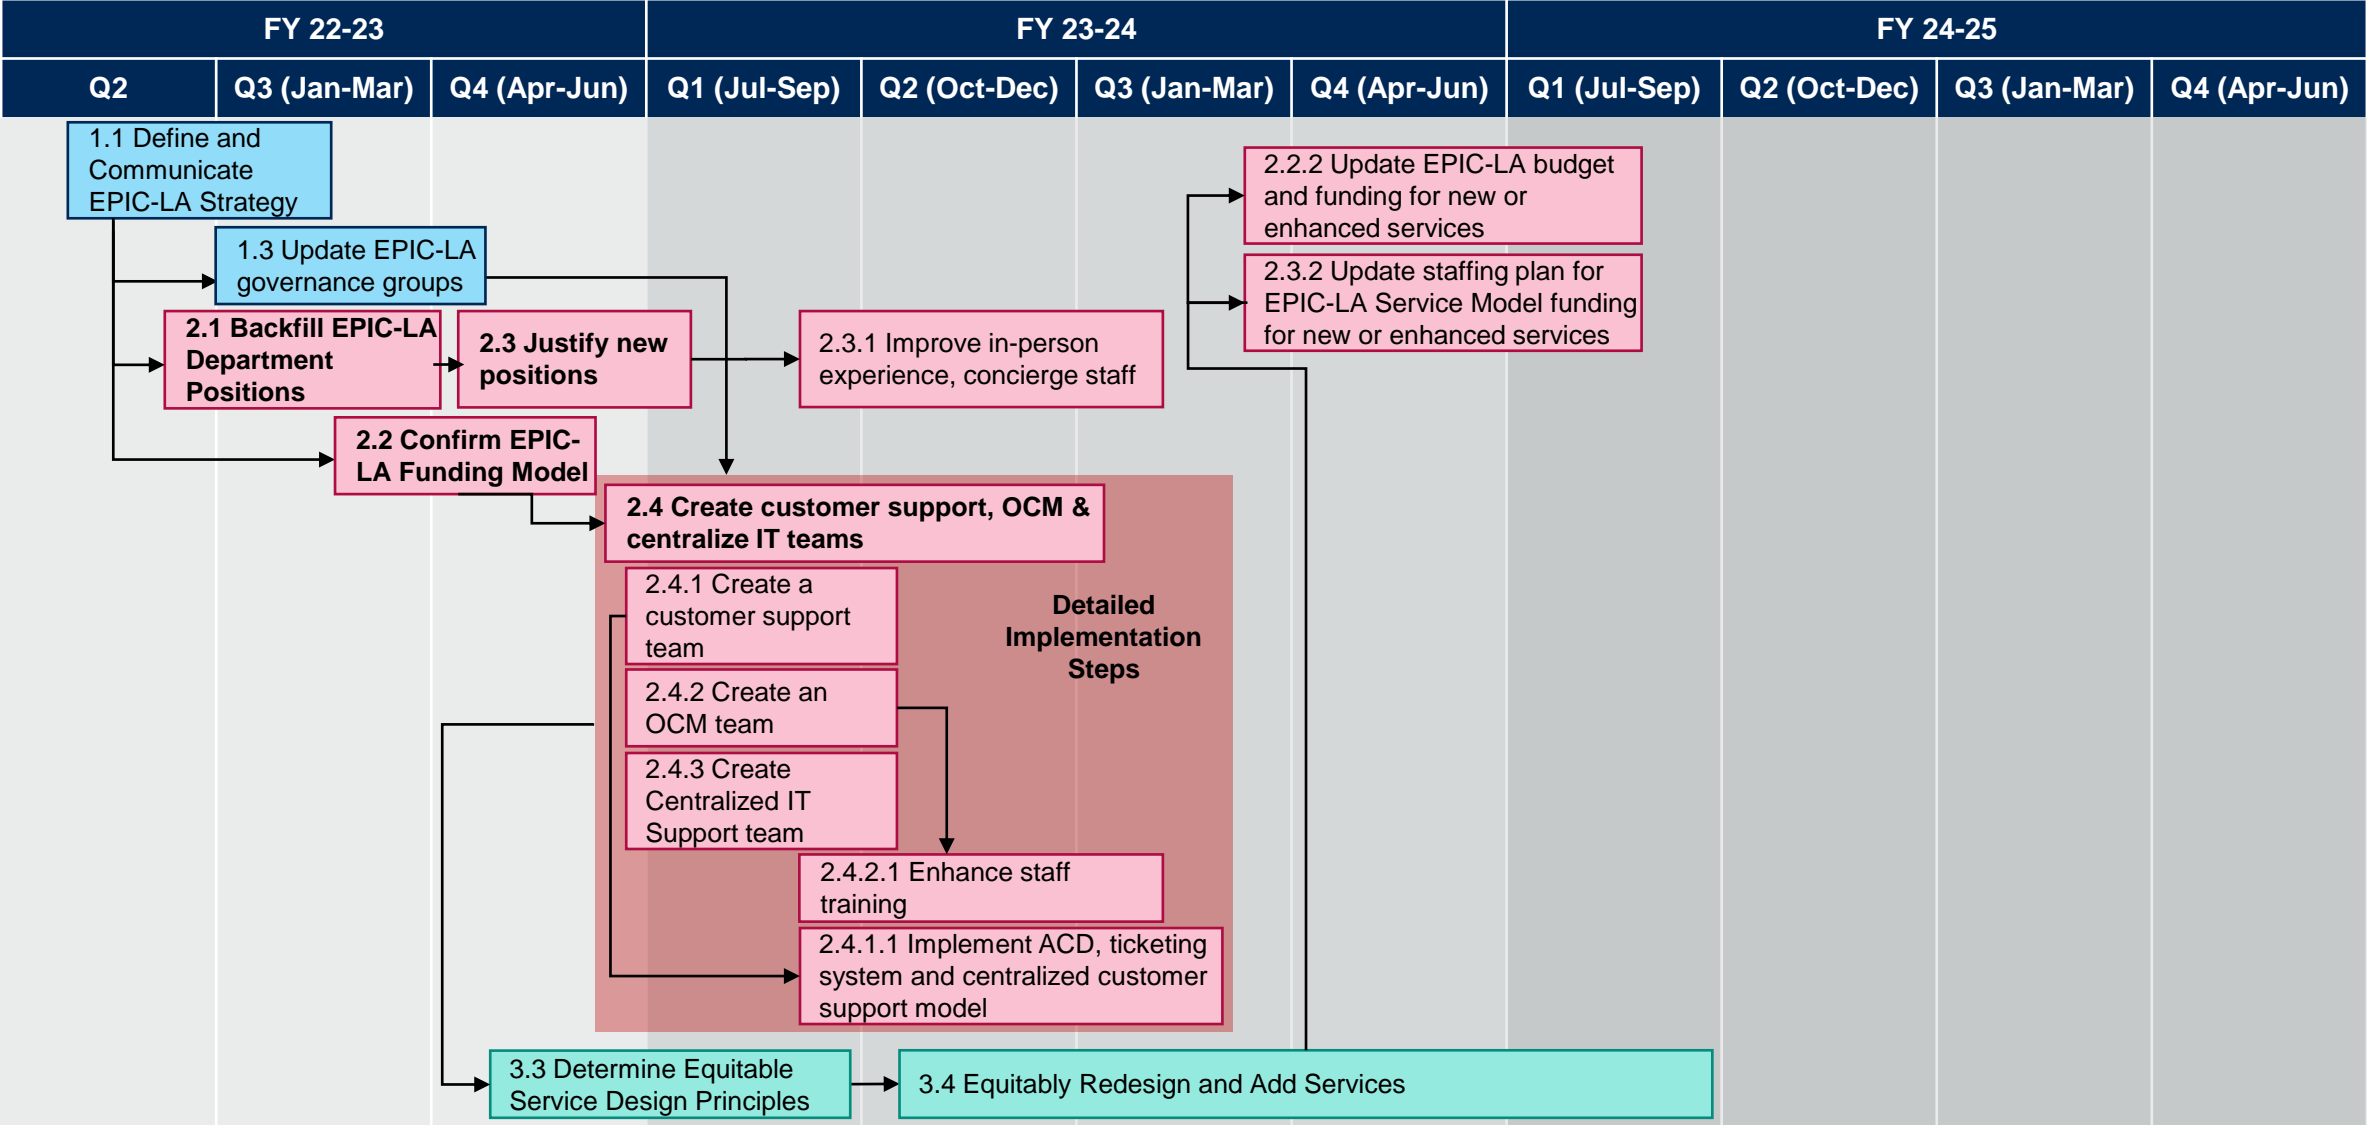 FY 22-23
FY 23-24
FY 24-25
Q2
Q3 (Jan-Mar)
Q4 (Apr-Jun)
Q1 (Jul-Sep)
Q2 (Oct-Dec)
Q3 (Jan-Mar)
Q4 (Apr-Jun)
Q1 (Jul-Sep)
Q2 (Oct-Dec)
Q3 (Jan-Mar)
Q4 (Apr-Jun)
1.1 Define and
Communicate
EPIC-LA Strategy
2.2.2 Update EPIC-LA budget
and funding for new or
enhanced services
1.3 Update EPIC-LA
governance groups
2.3.2 Update staffing plan for
EPIC-LA Service Model funding
for new or enhanced services
2.1 Backfill EPIC-LA
Department
Positions
2.3 Justify new
positions
2.3.1 Improve in-person
experience, concierge staff
2.2 Confirm EPIC-
LA Funding Model
2.4 Create customer support, OCM &
centralize IT teams
2.4.1 Create a
customer support
team
Detailed
Implementation
Steps
2.4.2 Create an
OCM team
2.4.3 Create
Centralized IT
Support team
2.4.2.1 Enhance staff
training
2.4.1.1 Implement ACD, ticketing
system and centralized customer
support model
3.3 Determine Equitable
Service Design Principles
3.4 Equitably Redesign and Add Services